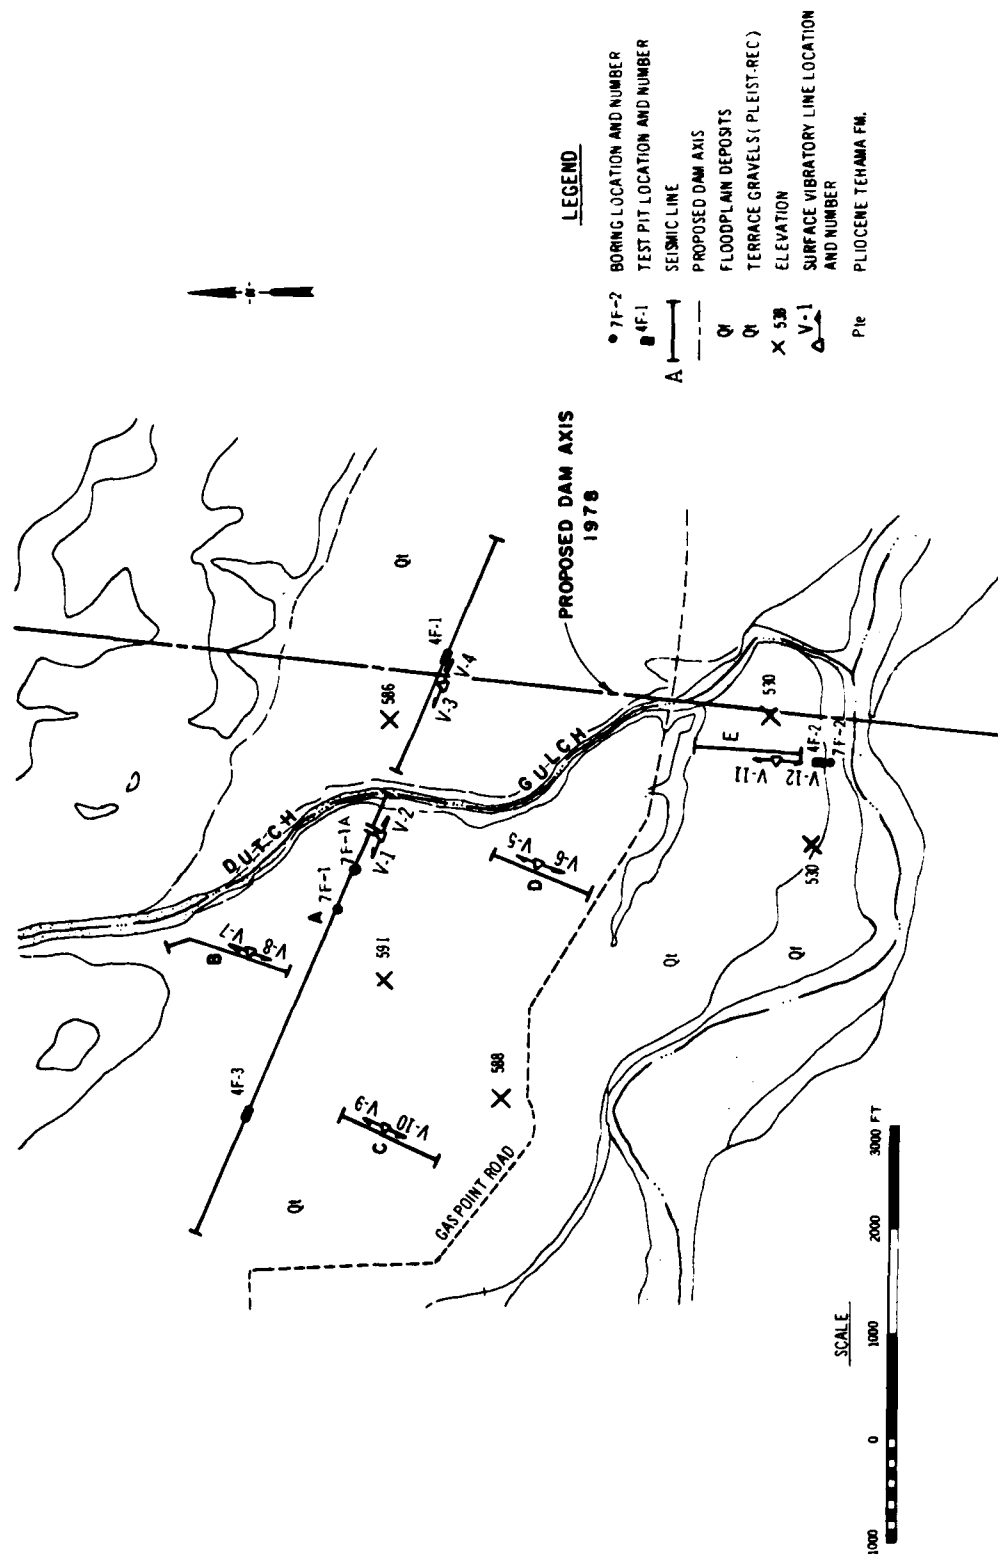 LEGEND
7F-2 BORING LOCATION AND NUMBER
4F-1 TEST PIT LOCATION AND NUMBER
A SEISMIC LINE
PROPOSED DAM AXIS
Qf FLOODPLAIN DEPOSITS
Qt TERRACE GRAVELS (PLEIST-REC)
538 ELEVATION
V-1 SURFACE VIBRATORY LINE LOCATION
AND NUMBER
Pte PLIOCENE TEHAMA FM.
-N-
PROPOSED DAM AXIS
1978
Qt
4F-1
V-4
V-3
586
DUTCH
GULCH
7F-1A
7F-1
A
V-2
V-1
V-7
V-8
B
591
4F-3
V-9
V-10
C
588
Qt
GAS POINT ROAD
V-5
V-6
D
E
530
V-11
V-12
4F-2
7F-2
530
Qt
Qf
SCALE
1000 0 1000 2000 3000 FT